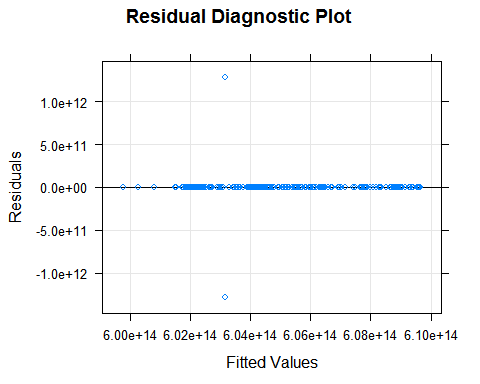 Residual Diagnostic Plot
1.0e+12
5.0e+11
0.0e+00
-5.0e+11
-1.0e+12
Residuals
6.00e+14 6.02e+14 6.04e+14 6.06e+14 6.08e+14 6.10e+14
Fitted Values